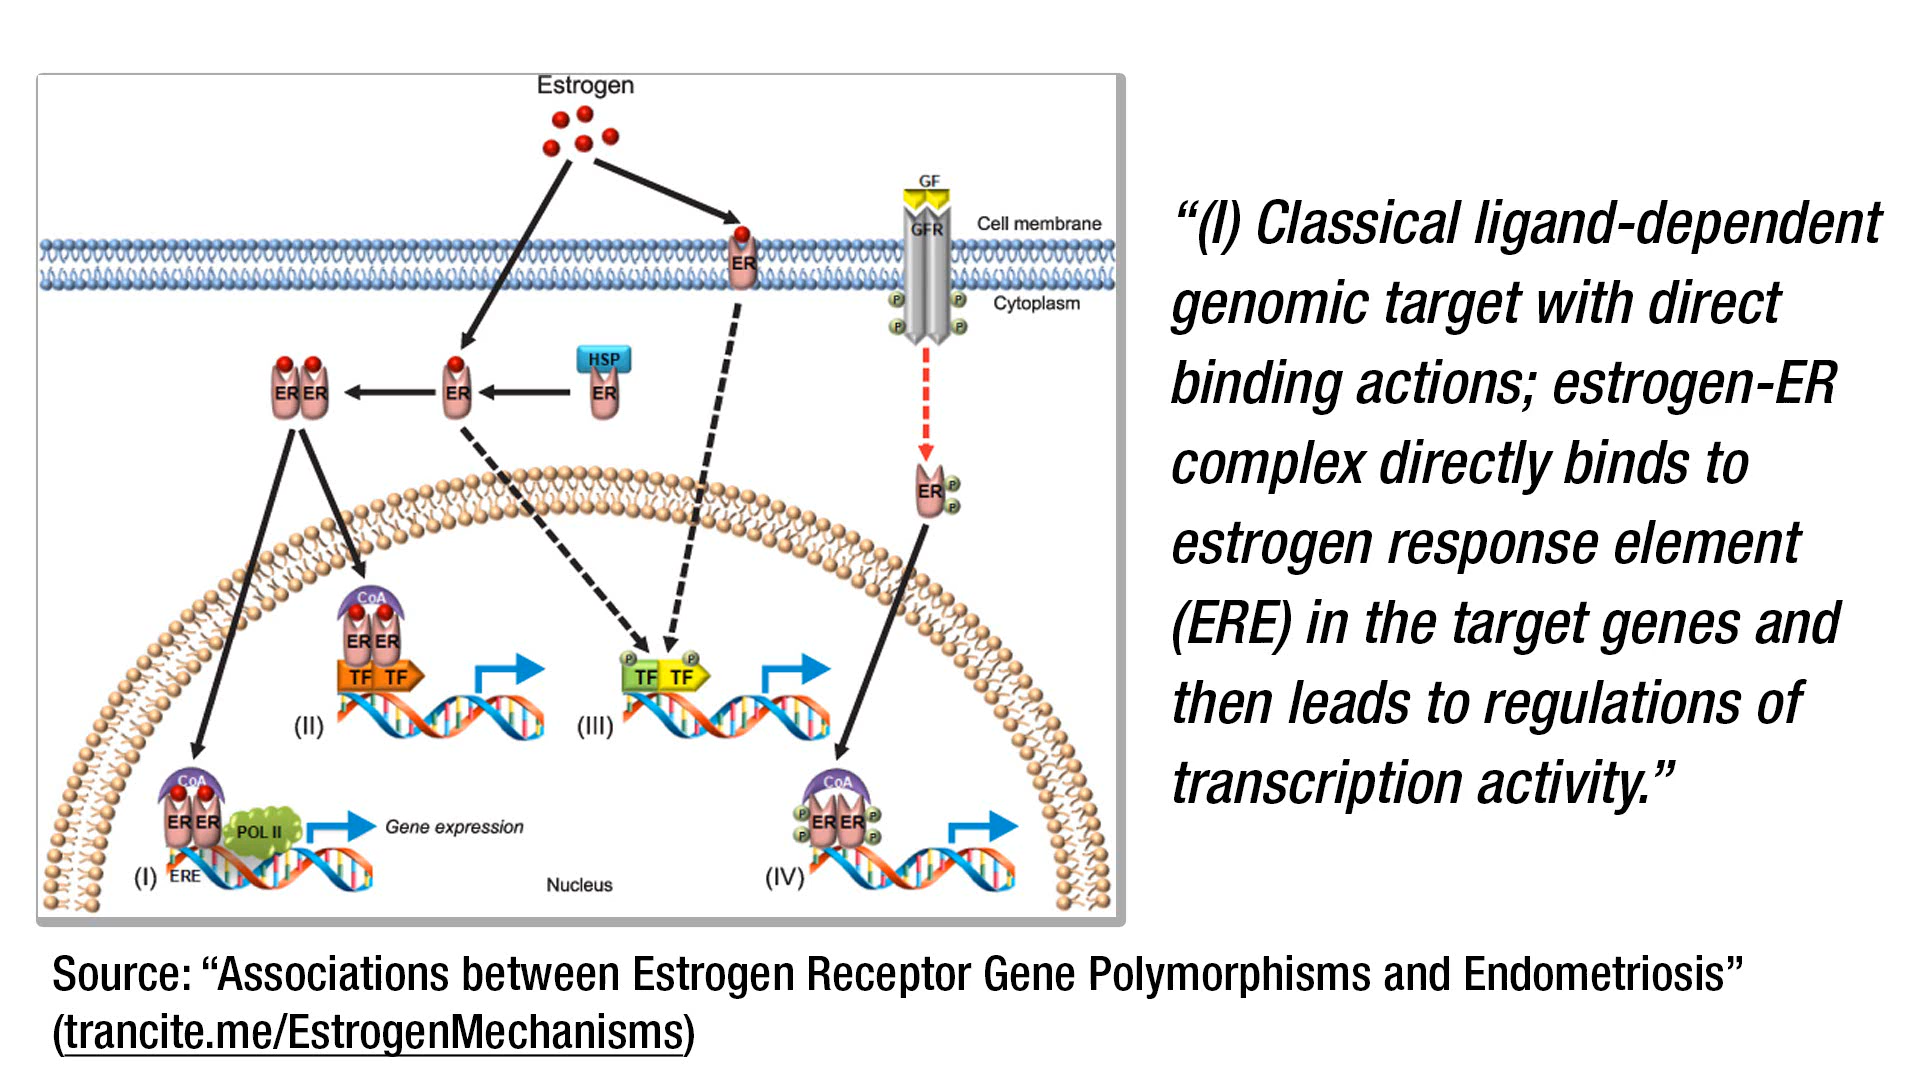 Estrogen
GF
GFR
Cell membrane
ER
Cytoplasm
P
P
P
P
HSP
ER
ER
ER
ER
ER
P
P
CoA
ER
ER
TF
TF
(II)
P
P
TF
TF
(III)
CoA
ER
ER
POL II
Gene expression
(I)
ERE
Nucleus
CoA
P
P
ER
ER
P
P
(IV)
“(I) Classical ligand-dependent
genomic target with direct
binding actions; estrogen-ER
complex directly binds to
estrogen response element
(ERE) in the target genes and
then leads to regulations of
transcription activity.”
Source: “Associations between Estrogen Receptor Gene Polymorphisms and Endometriosis”
(trancite.me/EstrogenMechanisms)